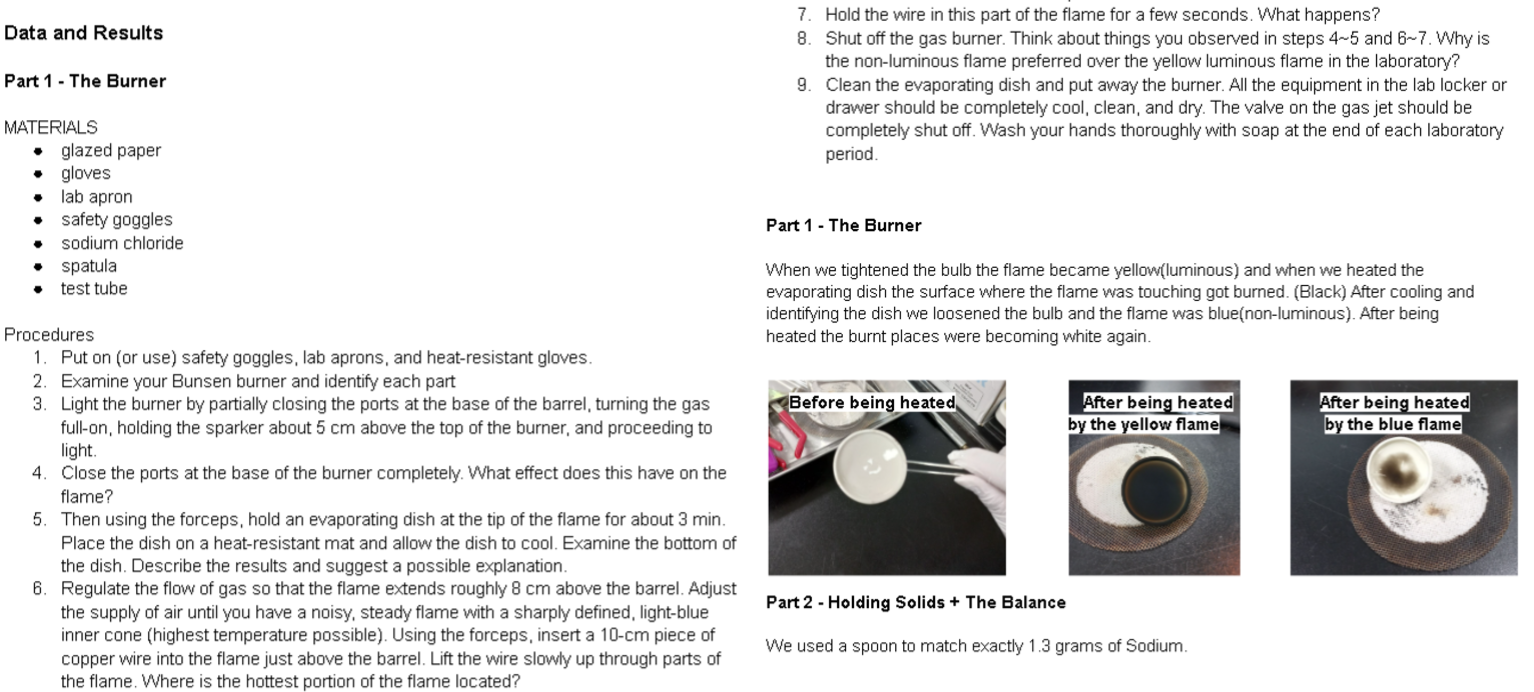 Data and Results
Part 1 - The Burner
MATERIALS
● glazed paper
● gloves
● lab apron
● safety goggles
● sodium chloride
● spatula
● test tube
Procedures
1. Put on (or use) safety goggles, lab aprons, and heat-resistant gloves.
2. Examine your Bunsen burner and identify each part
3. Light the burner by partially closing the ports at the base of the barrel, turning the gas
full-on, holding the sparker about 5 cm above the top of the burner, and proceeding to
light.
4. Close the ports at the base of the burner completely. What effect does this have on the
flame?
5. Then using the forceps, hold an evaporating dish at the tip of the flame for about 3 min.
Place the dish on a heat-resistant mat and allow the dish to cool. Examine the bottom of
the dish. Describe the results and suggest a possible explanation.
6. Regulate the flow of gas so that the flame extends roughly 8 cm above the barrel. Adjust
the supply of air until you have a noisy, steady flame with a sharply defined, light-blue
inner cone (highest temperature possible). Using the forceps, insert a 10-cm piece of
copper wire into the flame just above the barrel. Lift the wire slowly up through parts of
the flame. Where is the hottest portion of the flame located?
7. Hold the wire in this part of the flame for a few seconds. What happens?
8. Shut off the gas burner. Think about things you observed in steps 4~5 and 6~7. Why is
the non-luminous flame preferred over the yellow luminous flame in the laboratory?
9. Clean the evaporating dish and put away the burner. All the equipment in the lab locker or
drawer should be completely cool, clean, and dry. The valve on the gas jet should be
completely shut off. Wash your hands thoroughly with soap at the end of each laboratory
period.
Part 1 - The Burner
When we tightened the bulb the flame became yellow(luminous) and when we heated the
evaporating dish the surface where the flame was touching got burned. (Black) After cooling and
identifying the dish we loosened the bulb and the flame was blue(non-luminous). After being
heated the burnt places were becoming white again.
Before being heated
After being heated
by the yellow flame
After being heated
by the blue flame
Part 2 - Holding Solids + The Balance
We used a spoon to match exactly 1.3 grams of Sodium.